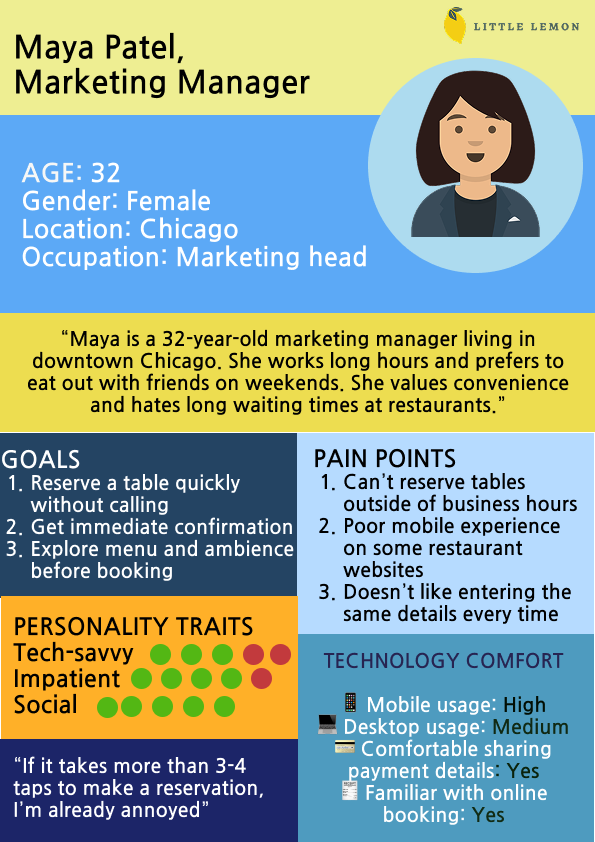 LITTLE LEMON
Maya Patel,
Marketing Manager
AGE: 32
Gender: Female
Location: Chicago
Occupation: Marketing head
“Maya is a 32-year-old marketing manager living in
downtown Chicago. She works long hours and prefers to
eat out with friends on weekends. She values convenience
and hates long waiting times at restaurants.”
GOALS
1. Reserve a table quickly
without calling
2. Get immediate confirmation
3. Explore menu and ambience
before booking
PAIN POINTS
1. Can’t reserve tables
outside of business hours
2. Poor mobile experience
on some restaurant
websites
3. Doesn’t like entering the
same details every time
PERSONALITY TRAITS
Tech-savvy
Impatient
Social
“If it takes more than 3-4
taps to make a reservation,
I’m already annoyed”
TECHNOLOGY COMFORT
Mobile usage: High
Desktop usage: Medium
Comfortable sharing
payment details: Yes
Familiar with online
booking: Yes